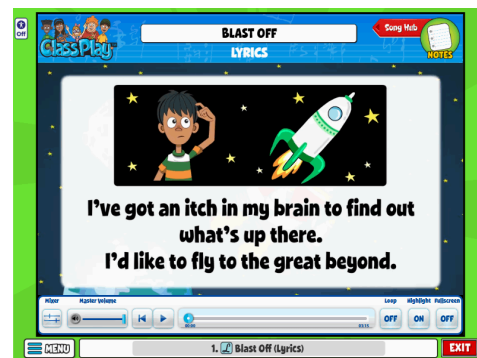 Off
ClassPlay
BLAST OFF
LYRICS
Song Hub
NOTES
I've got an itch in my brain to find out
what's up there.
I'd like to fly to the great beyond.
Mixer
Master Volume
00:00
03:15
Loop
Highlight
Fullscreen
OFF
ON
OFF
MENU
1. Blast Off (Lyrics)
EXIT